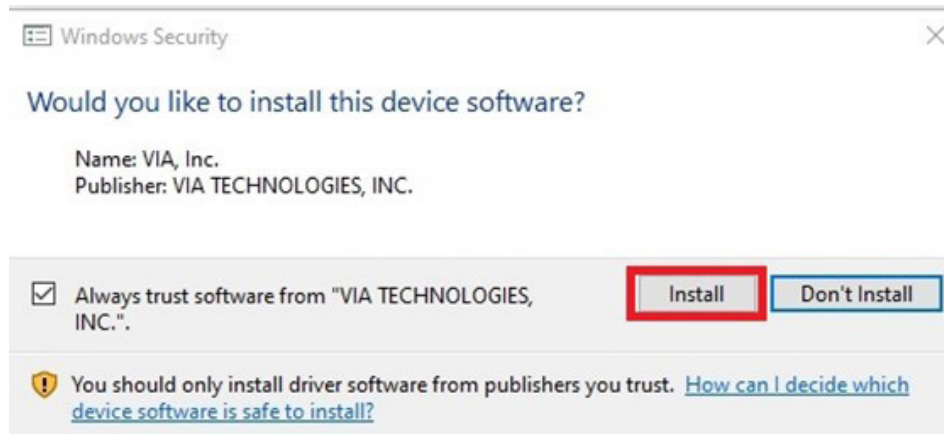 Windows Security
Would you like to install this device software?
Name: VIA, Inc.
Publisher: VIA TECHNOLOGIES, INC.
Always trust software from "VIA TECHNOLOGIES,
INC.".
Install
Don't Install
You should only install driver software from publishers you trust. How can I decide which
device software is safe to install?